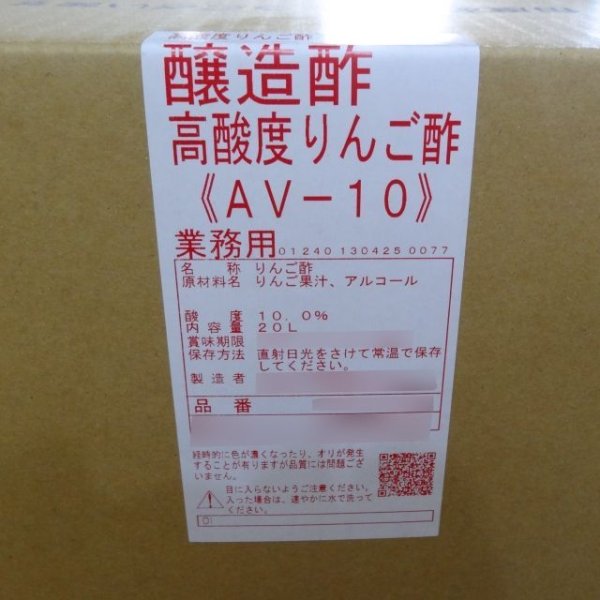 高酸度りんご酢
醸造酢
高酸度りんご酢
《AV－10》
業務用 01240 130425 0077
名称 りんご酢
原材料名 りんご果汁、アルコール
酸度 10.0%
内容量 20L
賞味期限
保存方法 直射日光をさけて常温で保存
してください。
製造者
品番
経時的に色が濃くなったり、オリが発生
することが有りますが品質には問題ござ
いません。
目に入らないようご注意ください。
入った場合は、速やかに水で洗って
ください。